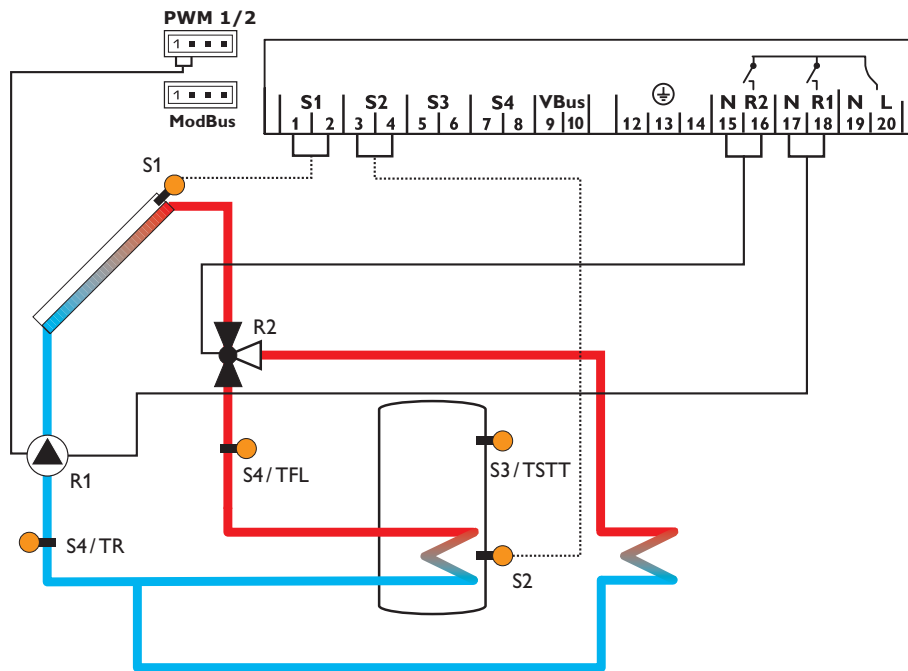 PWM 1/2
1
1
ModBus
S1 S2 S3 S4 VBus N R2 N R1 N L
1 2 3 4 5 6 7 8 9 10 12 13 14 15 16 17 18 19 20
S1
R2
S4/TFL
S3/TSTT
R1
S4/TR
S2